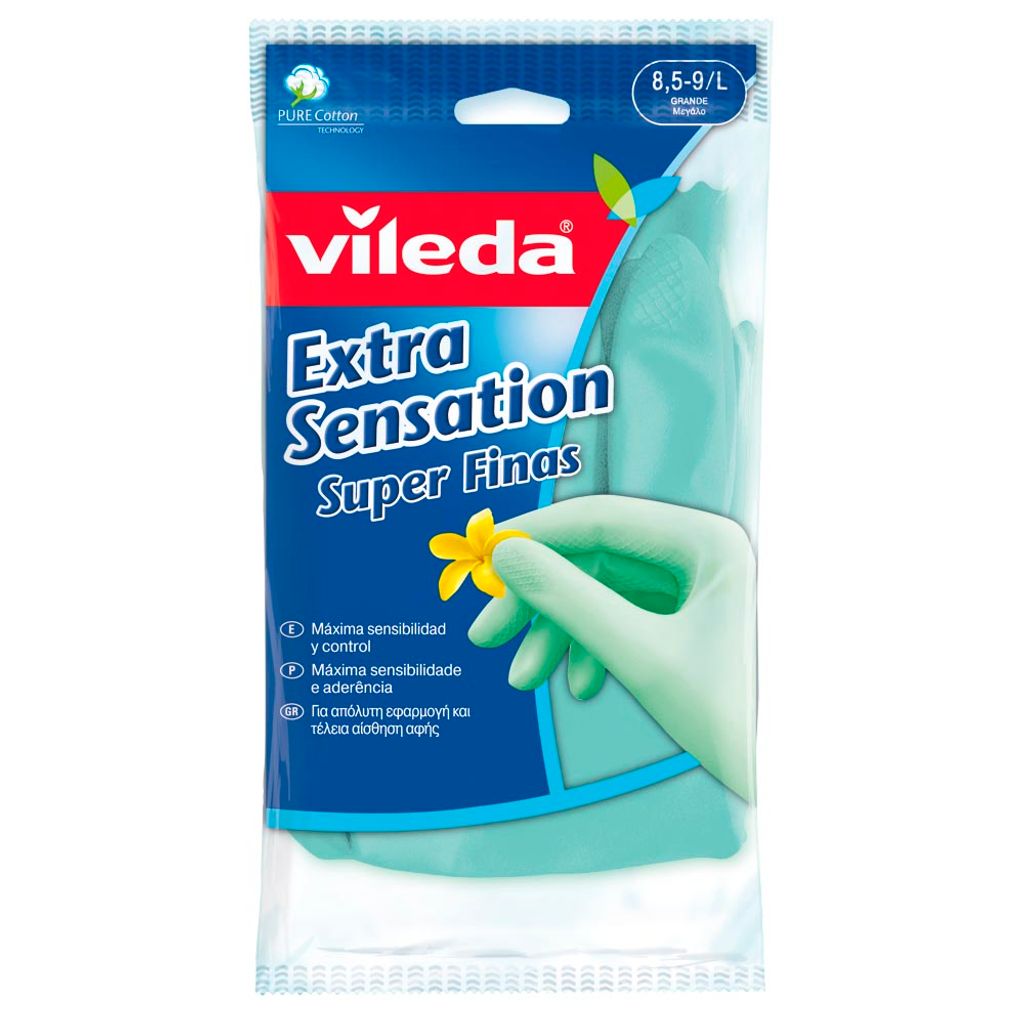 PURE Cotton
TECHNOLOGY
8,5-9/L
GRANDE
Μεγάλο
vileda®
Extra
Sensation
Super Finas
E Máxima sensibilidad
y control
P Máxima sensibilidade
e aderência
GR Για απόλυτη εφαρμογή και
τέλεια αίσθηση αφής